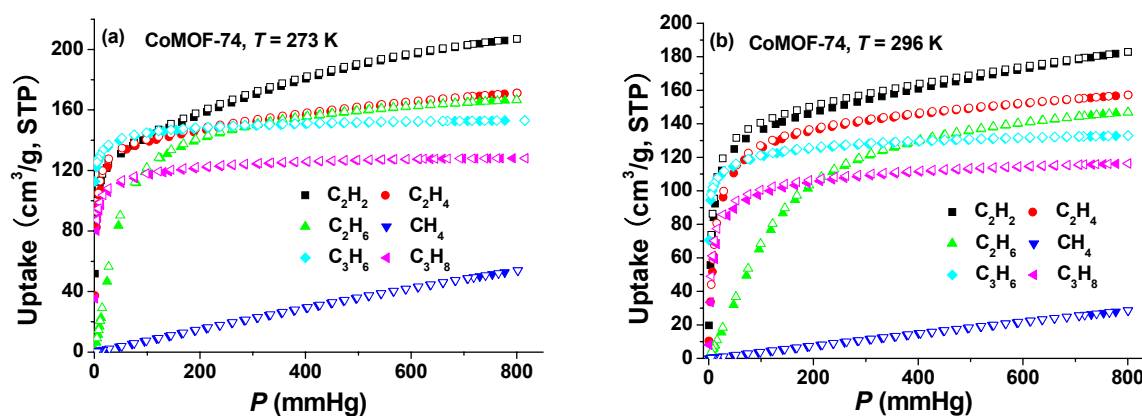 (a) CoMOF-74, T = 273 K
Uptake (cm³/g, STP)
200
160
120
80
40
0
C₂H₂ C₂H₄
C₂H₆ CH₄
C₃H₆ C₃H₈
0 200 400 600 800
P (mmHg)
(b) CoMOF-74, T = 296 K
Uptake (cm³/g, STP)
200
180
160
140
120
100
80
60
40
20
0
C₂H₂ C₂H₄
C₂H₆ CH₄
C₃H₆ C₃H₈
0 200 400 600 800
P (mmHg)